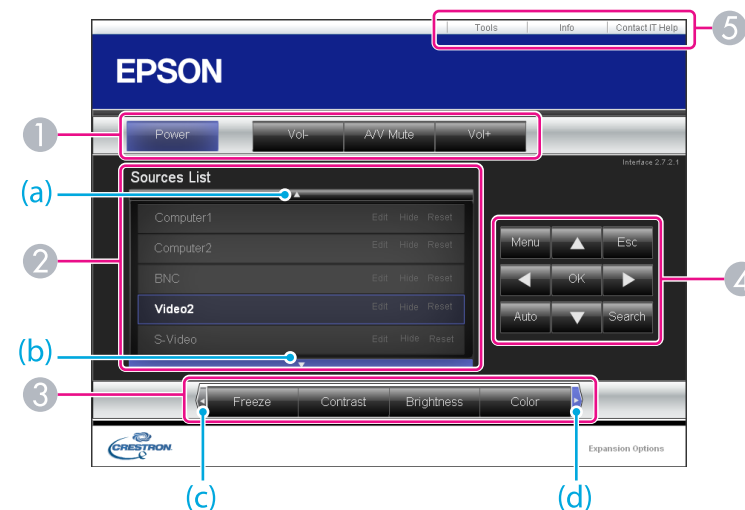 Tools Info Contact IT Help
5
EPSON
1
Power Vol- A/V Mute Vol+
Interface 2.7.2.1
Sources List
(a)
Computer1 Edit Hide Reset
Computer2 Edit Hide Reset
2
BNC Edit Hide Reset
Video2 Edit Hide Reset
S-Video Edit Hide Reset
(b)
Menu Esc
OK
4
Auto Search
3
Freeze Contrast Brightness Color
CRESTRON
Expansion Options
(c) (d)